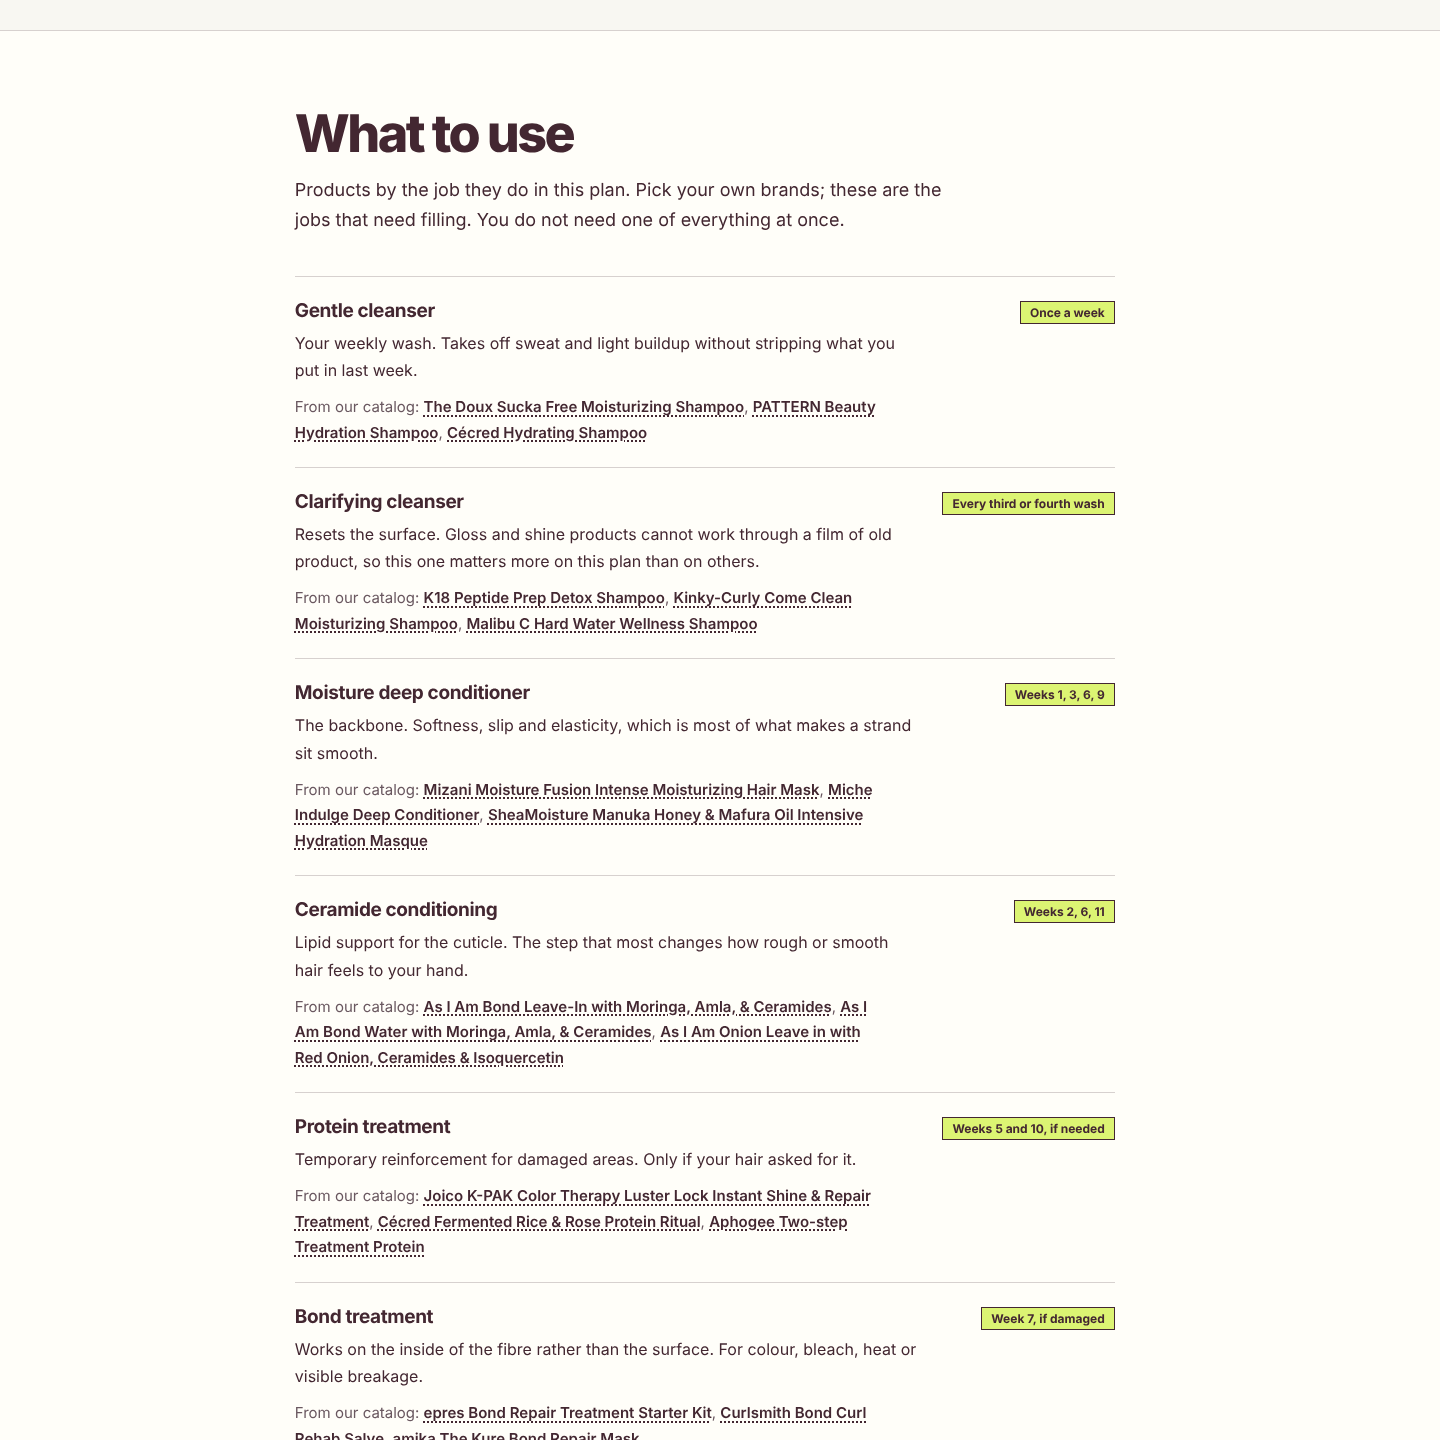 What to use
Products by the job they do in this plan. Pick your own brands; these are the
jobs that need filling. You do not need one of everything at once.
Gentle cleanser
Once a week
Your weekly wash. Takes off sweat and light buildup without stripping what you
put in last week.
From our catalog: The Doux Sucka Free Moisturizing Shampoo, PATTERN Beauty
Hydration Shampoo, Cécred Hydrating Shampoo
Clarifying cleanser
Every third or fourth wash
Resets the surface. Gloss and shine products cannot work through a film of old
product, so this one matters more on this plan than on others.
From our catalog: K18 Peptide Prep Detox Shampoo, Kinky-Curly Come Clean
Moisturizing Shampoo, Malibu C Hard Water Wellness Shampoo
Moisture deep conditioner
Weeks 1, 3, 6, 9
The backbone. Softness, slip and elasticity, which is most of what makes a strand
sit smooth.
From our catalog: Mizani Moisture Fusion Intense Moisturizing Hair Mask, Miche
Indulge Deep Conditioner, SheaMoisture Manuka Honey & Mafura Oil Intensive
Hydration Masque
Ceramide conditioning
Weeks 2, 6, 11
Lipid support for the cuticle. The step that most changes how rough or smooth
hair feels to your hand.
From our catalog: As I Am Bond Leave-In with Moringa, Amla, & Ceramides, As I
Am Bond Water with Moringa, Amla, & Ceramides, As I Am Onion Leave in with
Red Onion, Ceramides & Isoquercetin
Protein treatment
Weeks 5 and 10, if needed
Temporary reinforcement for damaged areas. Only if your hair asked for it.
From our catalog: Joico K-PAK Color Therapy Luster Lock Instant Shine & Repair
Treatment, Cécred Fermented Rice & Rose Protein Ritual, Aphogee Two-step
Treatment Protein
Bond treatment
Week 7, if damaged
Works on the inside of the fibre rather than the surface. For colour, bleach, heat or
visible breakage.
From our catalog: epres Bond Repair Treatment Starter Kit, Curlsmith Bond Curl
Rehab Salve, amika The Kure Bond Repair Mask